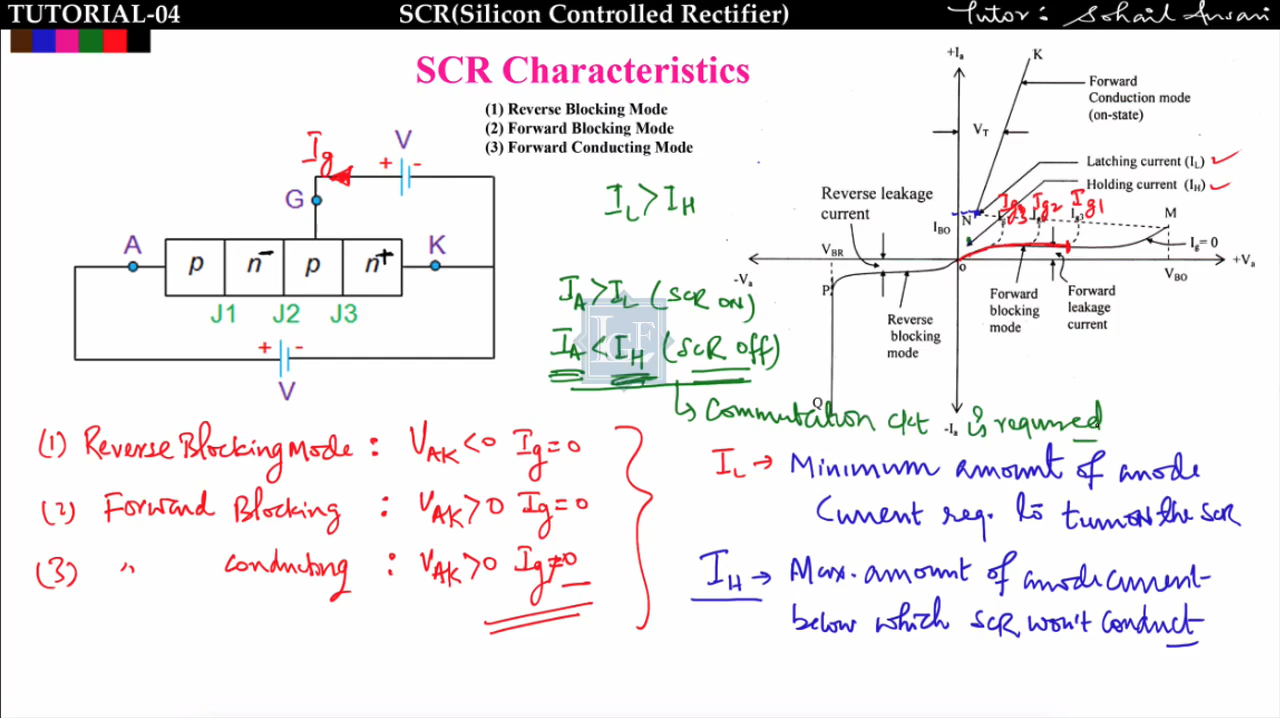 TUTORIAL-04
SCR(Silicon Controlled Rectifier)
Tutor: Sohail Ansari
SCR Characteristics
(1) Reverse Blocking Mode
(2) Forward Blocking Mode
(3) Forward Conducting Mode
Ig
V
+ -
G
A
K
p n- p n+
J1 J2 J3
+ -
V
IL > IH
IA > IL (SCR ON)
IA < IH (SCR off)
↳ Commutation ckt is required
+Ia
K
Forward
Conduction mode
(on-state)
VT
Latching current (IL) ✓
Holding current (IH) ✓
Reverse leakage
current
Ig3 Ig2 Ig1
N
M
IBO
Ig= 0
VBR
o
-Va
+Va
VBO
P
Forward
blocking
mode
Forward
leakage
current
Reverse
blocking
mode
Q
-Ia
(1) Reverse Blocking Mode : VAK<0 Ig=0
(2) Forward Blocking : VAK>0 Ig=0
(3) " conducting : VAK>0 Ig≠0
IL → Minimum amount of anode
Current req. to turn ON the SCR
IH → Max. amount of anode current
below which SCR won't conduct